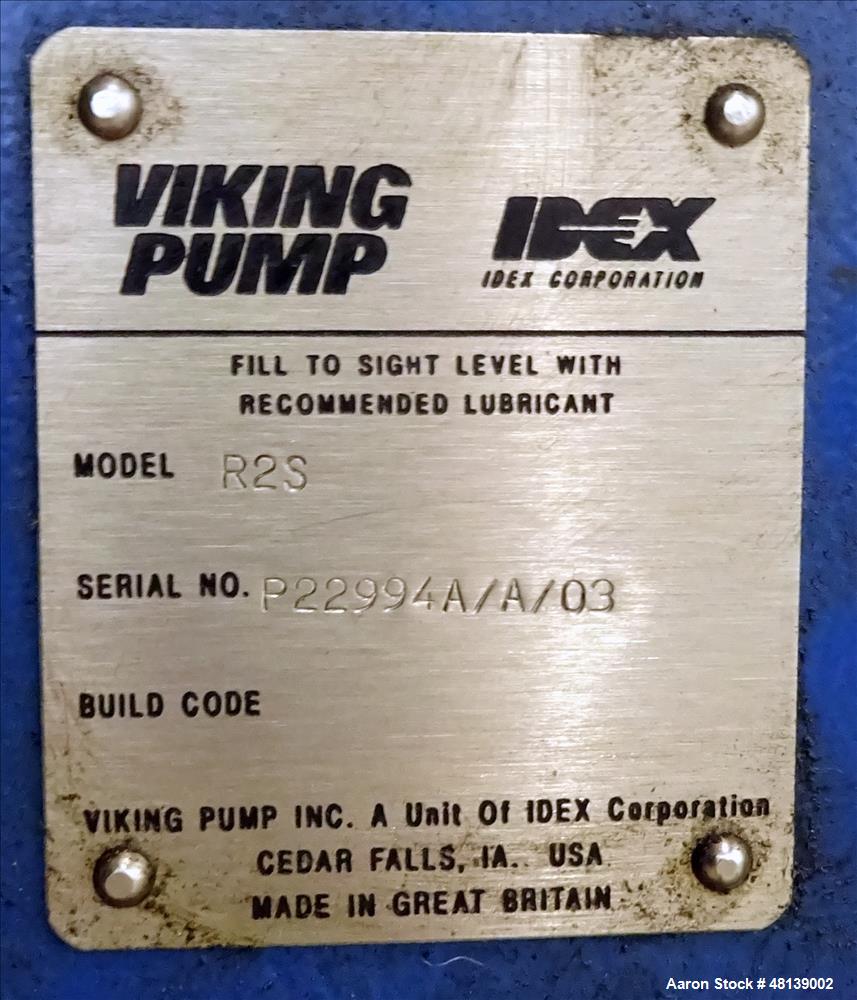 VIKING PUMP
IDEX
IDEX CORPORATION
FILL TO SIGHT LEVEL WITH
RECOMMENDED LUBRICANT
MODEL R2S
SERIAL NO. P22994A/A/03
BUILD CODE
VIKING PUMP INC. A Unit Of IDEX Corporation
CEDAR FALLS, IA. USA
MADE IN GREAT BRITAIN
Aaron Stock # 48139002